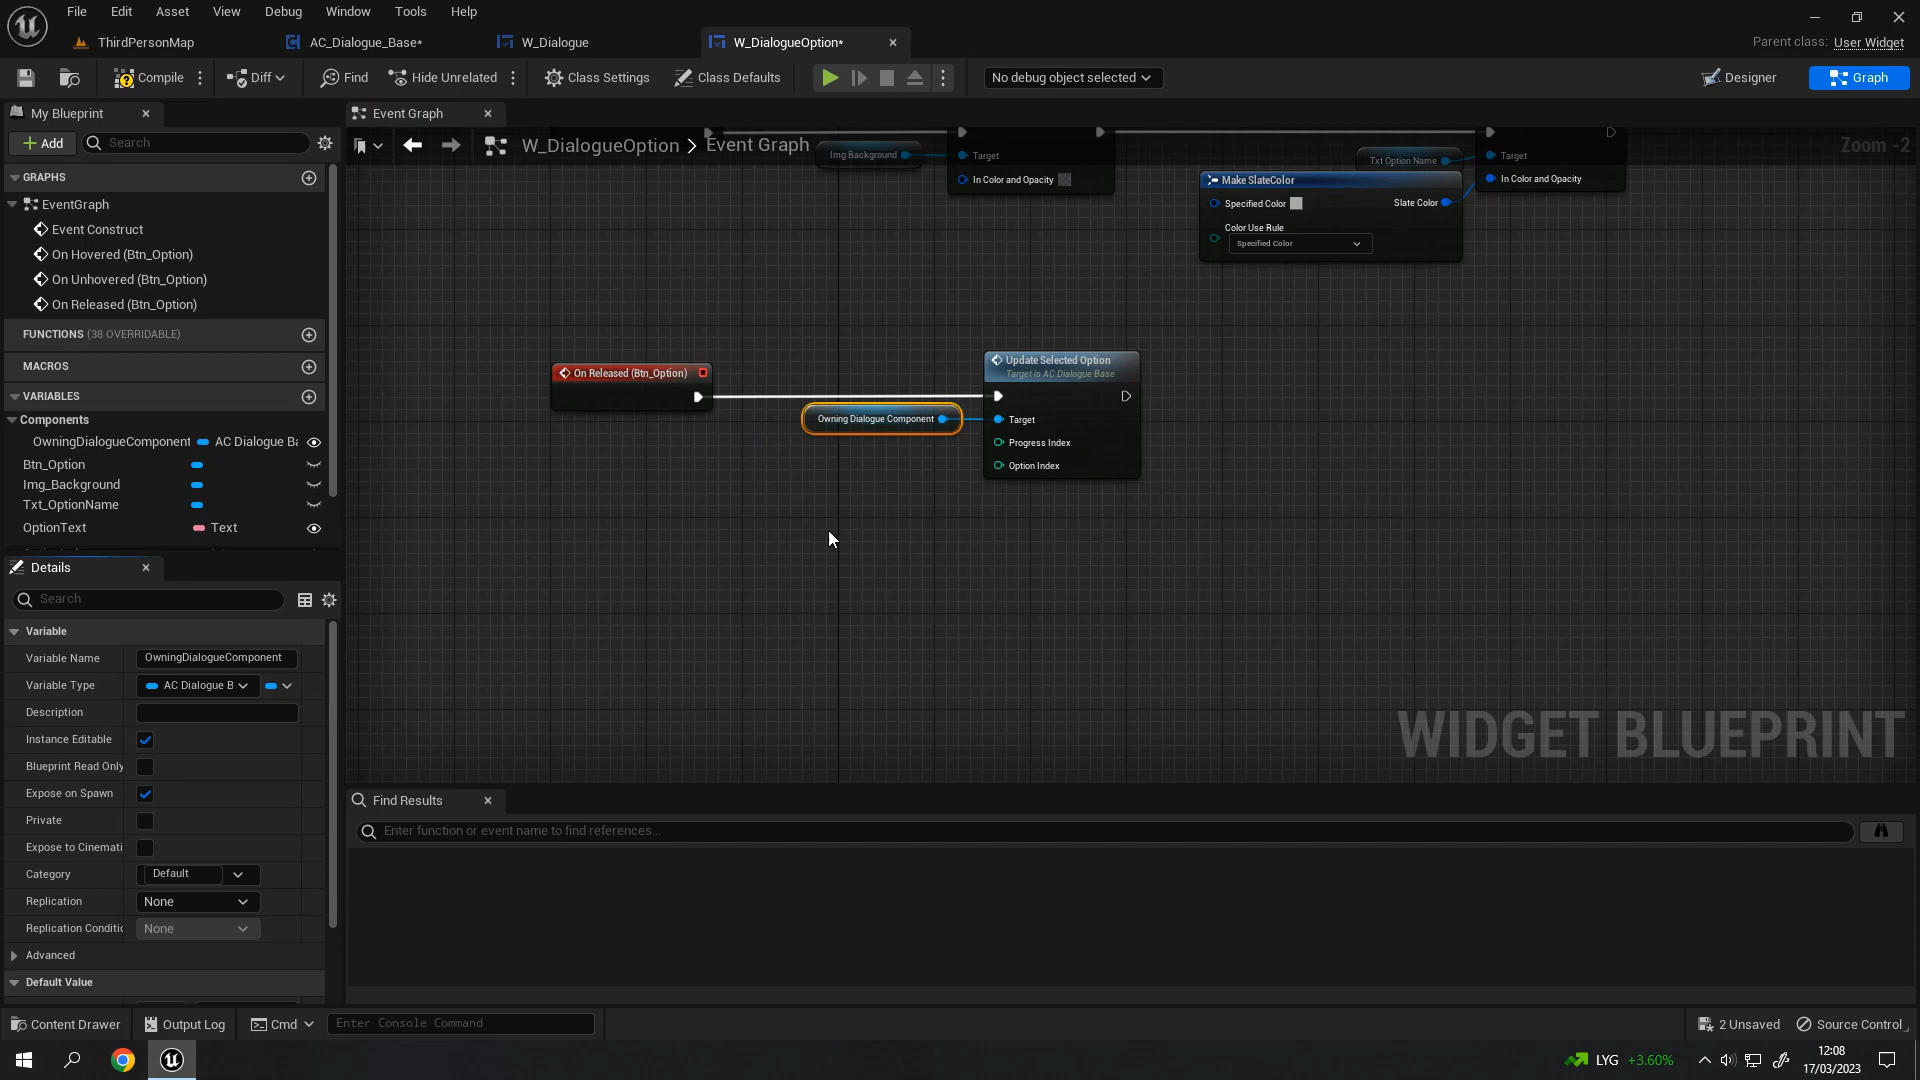 File Edit Asset View Debug Window Tools Help
ThirdPersonMap AC_Dialogue_Base* W_Dialogue W_DialogueOption* Parent class: User Widget
Compile Diff Find Hide Unrelated Class Settings Class Defaults No debug object selected Designer Graph
My Blueprint Event Graph
Add Search W_DialogueOption > Event Graph Zoom -2
Img Background Target Txt Option Name Target
In Color and Opacity Make SlateColor In Color and Opacity
Specified Color Slate Color
Color Use Rule
Specified Color
GRAPHS
EventGraph
Event Construct
On Hovered (Btn_Option)
On Unhovered (Btn_Option)
On Released (Btn_Option)
FUNCTIONS (38 OVERRIDABLE)
MACROS
VARIABLES
Components
OwningDialogueComponent AC Dialogue Ba
Btn_Option
Img_Background
Txt_OptionName
OptionText Text
On Released (Btn_Option) Update Selected Option
Target is AC Dialogue Base
Owning Dialogue Component Target
Progress Index
Option Index
WIDGET BLUEPRINT
Details
Search
Variable
Variable Name OwningDialogueComponent
Variable Type AC Dialogue B
Description
Instance Editable
Blueprint Read Only
Expose on Spawn
Private
Expose to Cinemati
Category Default
Replication None
Replication Conditio None
Advanced
Default Value
Find Results
Enter function or event name to find references...
Content Drawer Output Log Cmd Enter Console Command 2 Unsaved Source Control
LYG +3.60% 12:08
17/03/2023